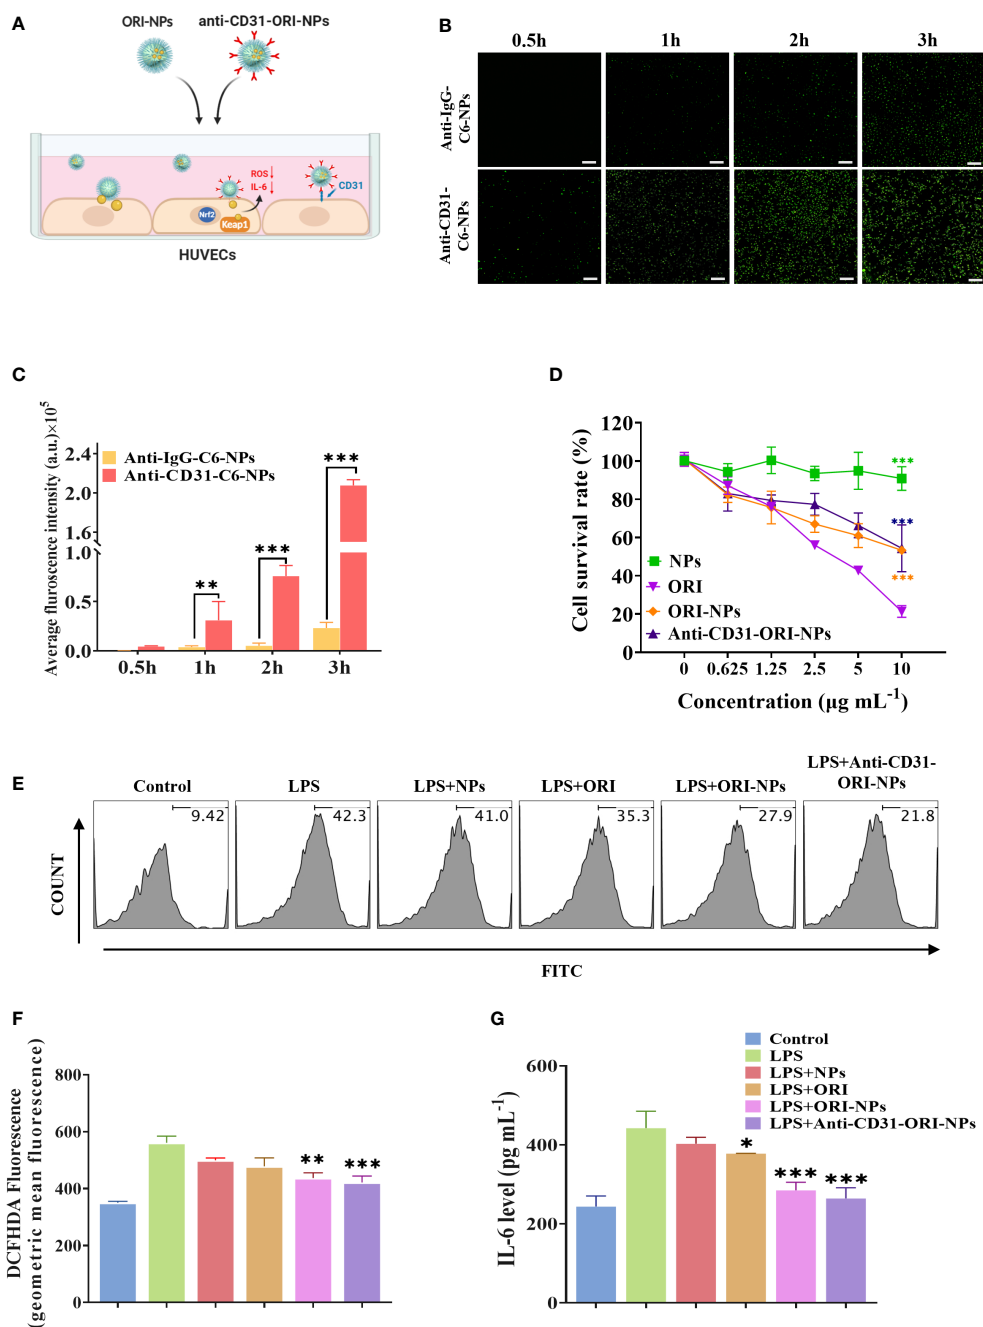 A
ORI-NPs
anti-CD31-ORI-NPs
ROS
IL-6
CD31
Nrf2
Keap1
HUVECs
B
0.5h
1h
2h
3h
Anti-IgG-
C6-NPs
Anti-CD31-
C6-NPs
C
Average fluroscence intensity (a.u.)×10⁵
2.4
2.0
1.6
1.0
0.5
0.0
Anti-IgG-C6-NPs
Anti-CD31-C6-NPs
**
***
***
0.5h
1h
2h
3h
D
Cell survival rate (%)
120
100
80
60
40
20
0
***
***
***
NPs
ORI
ORI-NPs
Anti-CD31-ORI-NPs
0
0.625
1.25
2.5
5
10
Concentration (μg mL⁻¹)
E
Control
LPS
LPS+NPs
LPS+ORI
LPS+ORI-NPs
LPS+Anti-CD31-
ORI-NPs
9.42
42.3
41.0
35.3
27.9
21.8
COUNT
FITC
F
DCFHDA Fluorescence
(geometric mean fluorescence)
800
600
400
200
0
**
***
G
IL-6 level (pg mL⁻¹)
600
400
200
0
*
***
***
Control
LPS
LPS+NPs
LPS+ORI
LPS+ORI-NPs
LPS+Anti-CD31-ORI-NPs